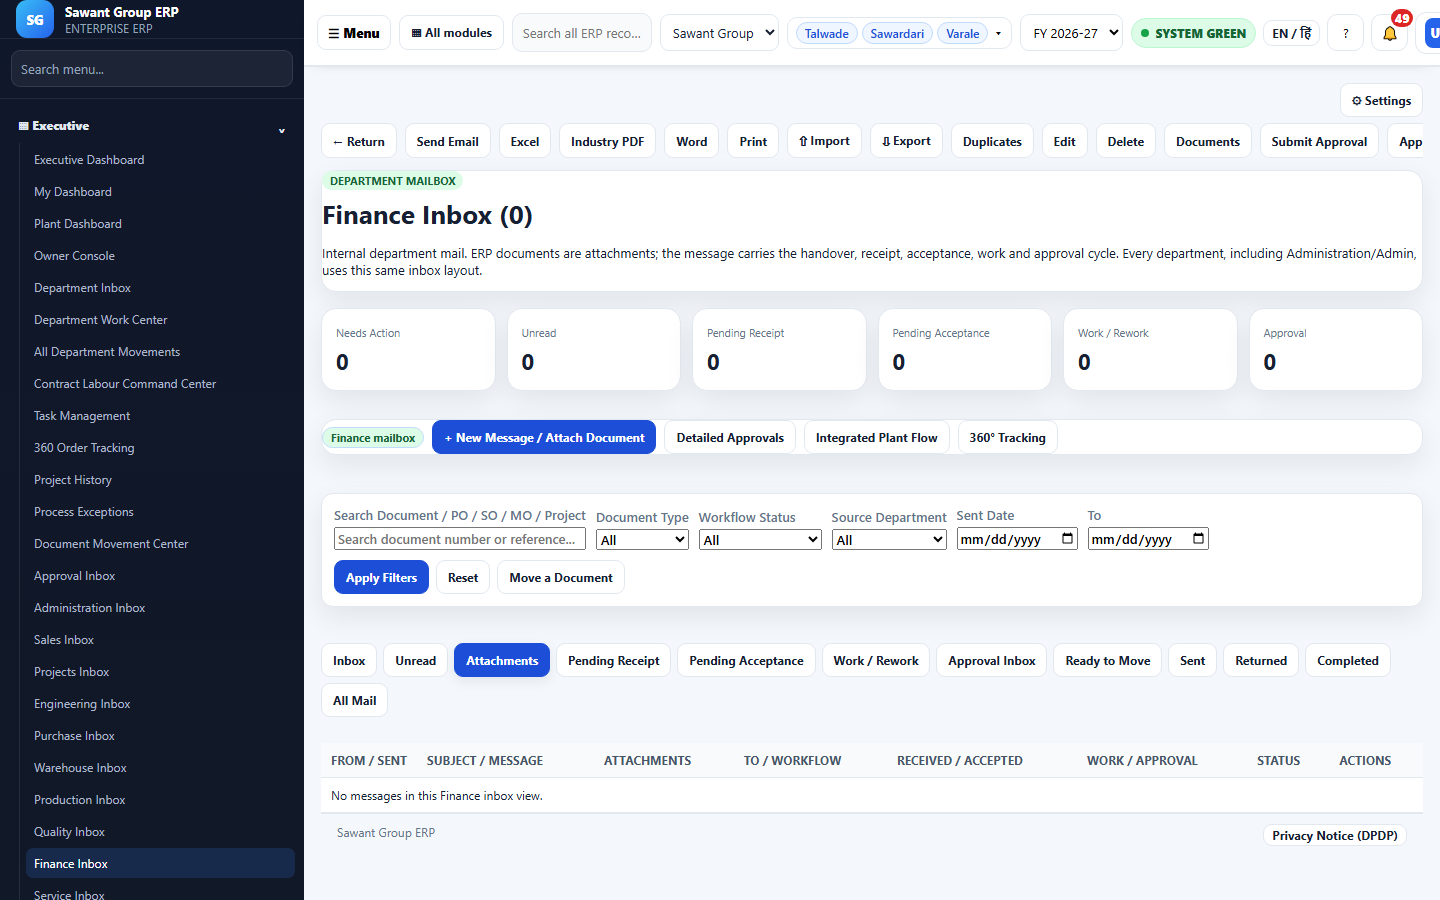 SG
Sawant Group ERP
ENTERPRISE ERP
Search menu...
Executive
Executive Dashboard
My Dashboard
Plant Dashboard
Owner Console
Department Inbox
Department Work Center
All Department Movements
Contract Labour Command Center
Task Management
360 Order Tracking
Project History
Process Exceptions
Document Movement Center
Approval Inbox
Administration Inbox
Sales Inbox
Projects Inbox
Engineering Inbox
Purchase Inbox
Warehouse Inbox
Production Inbox
Quality Inbox
Finance Inbox
Service Inbox
☰ Menu
All modules
Search all ERP reco...
Sawant Group
Talwade
Sawardari
Varale
FY 2026-27
SYSTEM GREEN
EN / हिं
?
49
U
⚙ Settings
← Return
Send Email
Excel
Industry PDF
Word
Print
⇧ Import
⇩ Export
Duplicates
Edit
Delete
Documents
Submit Approval
App
DEPARTMENT MAILBOX
Finance Inbox (0)
Internal department mail. ERP documents are attachments; the message carries the handover, receipt, acceptance, work and approval cycle. Every department, including Administration/Admin,
uses this same inbox layout.
Needs Action
0
Unread
0
Pending Receipt
0
Pending Acceptance
0
Work / Rework
0
Approval
0
Finance mailbox
+ New Message / Attach Document
Detailed Approvals
Integrated Plant Flow
360° Tracking
Search Document / PO / SO / MO / Project
Search document number or reference...
Document Type
All
Workflow Status
All
Source Department
All
Sent Date
mm/dd/yyyy
To
mm/dd/yyyy
Apply Filters
Reset
Move a Document
Inbox
Unread
Attachments
Pending Receipt
Pending Acceptance
Work / Rework
Approval Inbox
Ready to Move
Sent
Returned
Completed
All Mail
FROM / SENT
SUBJECT / MESSAGE
ATTACHMENTS
TO / WORKFLOW
RECEIVED / ACCEPTED
WORK / APPROVAL
STATUS
ACTIONS
No messages in this Finance inbox view.
Sawant Group ERP
Privacy Notice (DPDP)